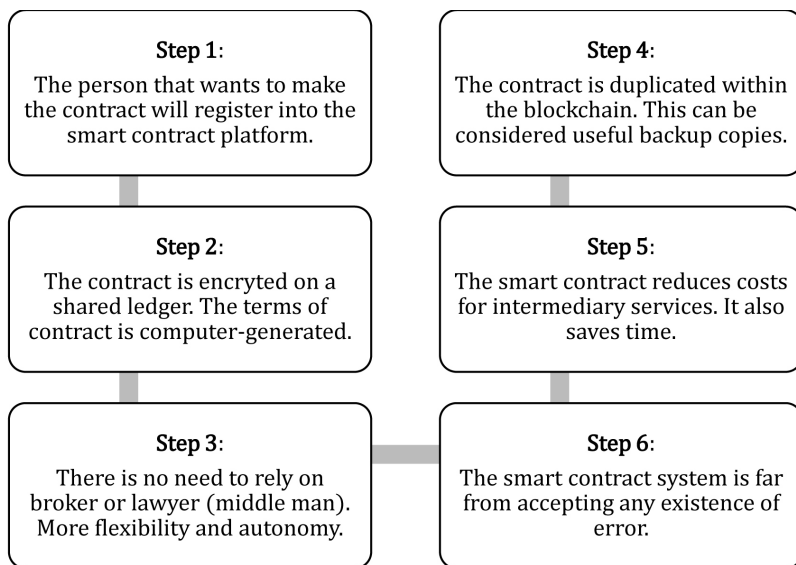 Step 1:
The person that wants to make
the contract will register into the
smart contract platform.
Step 2:
The contract is encryted on a
shared ledger. The terms of
contract is computer-generated.
Step 3:
There is no need to rely on
broker or lawyer (middle man).
More flexibility and autonomy.
Step 4:
The contract is duplicated within
the blockchain. This can be
considered useful backup copies.
Step 5:
The smart contract reduces costs
for intermediary services. It also
saves time.
Step 6:
The smart contract system is far
from accepting any existence of
error.